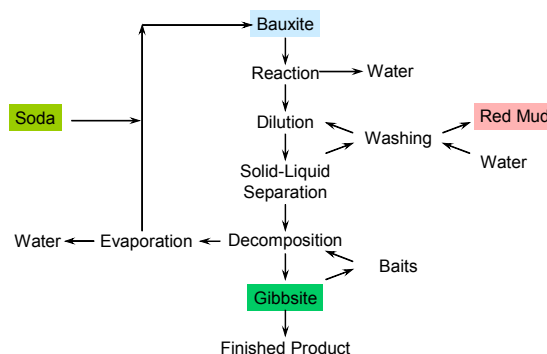 Bauxite
Reaction
Water
Soda
Dilution
Red Mud
Washing
Water
Solid-Liquid
Separation
Water
Evaporation
Decomposition
Baits
Gibbsite
Finished Product